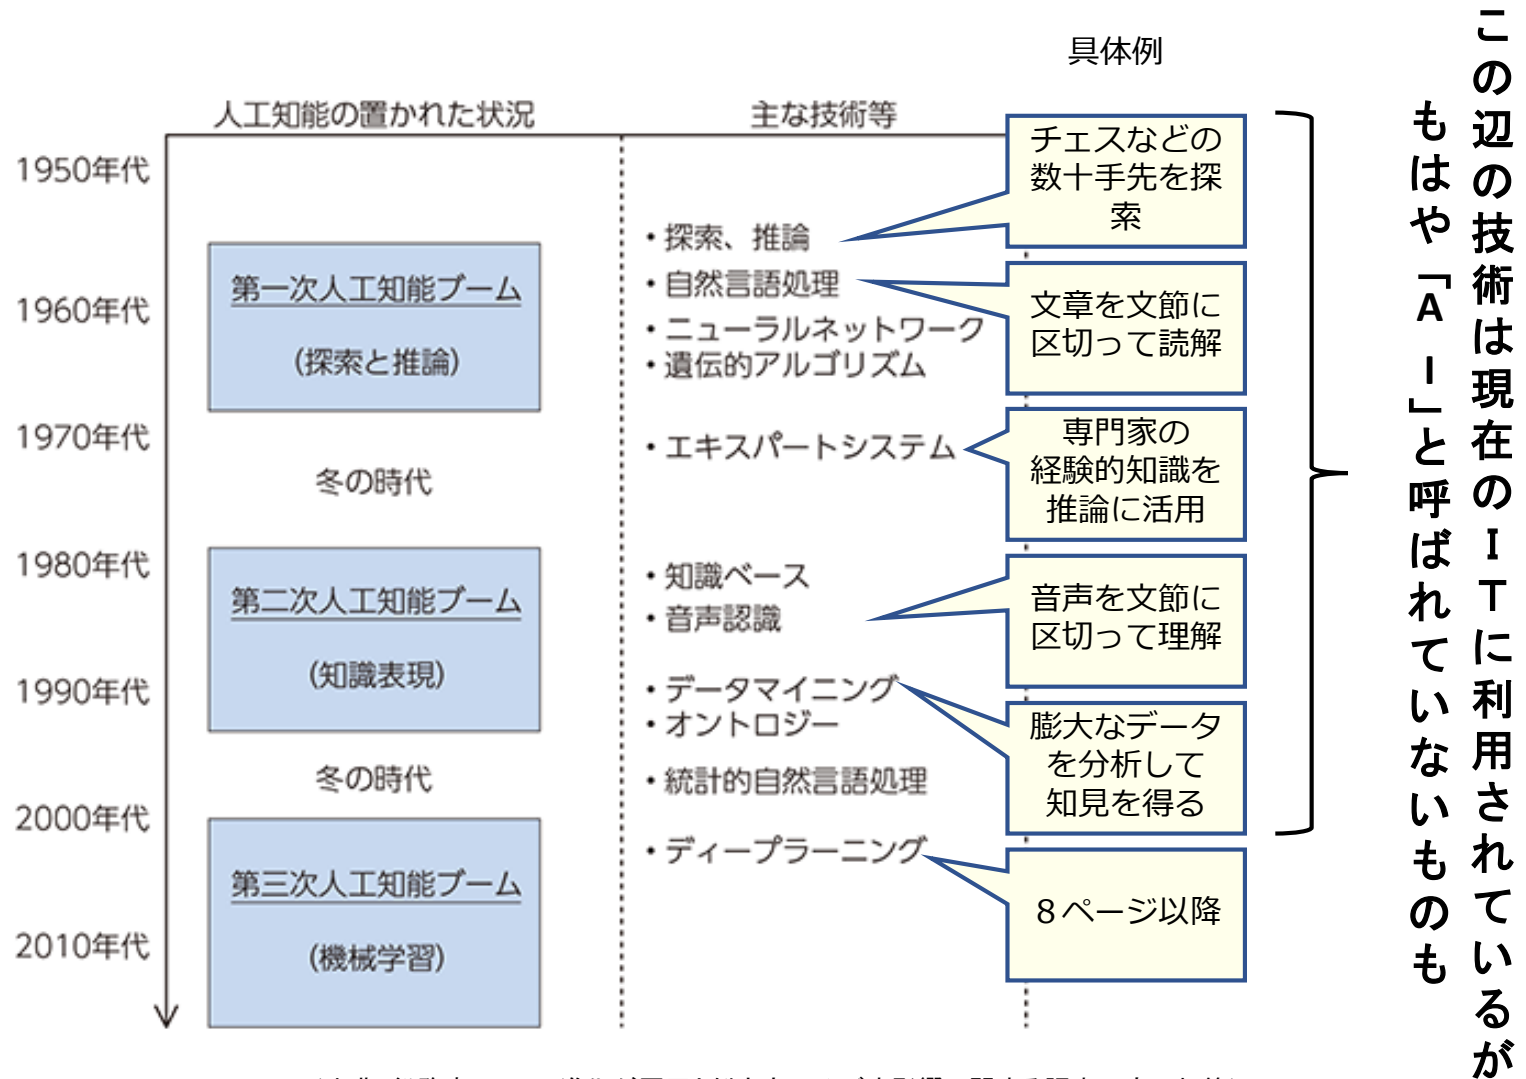 具体例
人工知能の置かれた状況
主な技術等
1950年代
1960年代
1970年代
1980年代
1990年代
2000年代
2010年代
第一次人工知能ブーム
(探索と推論)
冬の時代
第二次人工知能ブーム
(知識表現)
冬の時代
第三次人工知能ブーム
(機械学習)
・探索、推論
・自然言語処理
・ニューラルネットワーク
・遺伝的アルゴリズム
・エキスパートシステム
・知識ベース
・音声認識
・データマイニング
・オントロジー
・統計的自然言語処理
・ディープラーニング
チェスなどの
数十手先を探
索
文章を文節に
区切って読解
専門家の
経験的知識を
推論に活用
音声を文節に
区切って理解
膨大なデータ
を分析して
知見を得る
８ページ以降
この辺の技術は現在のＩＴに利用されているが
もはや「ＡＩ」と呼ばれていないものも